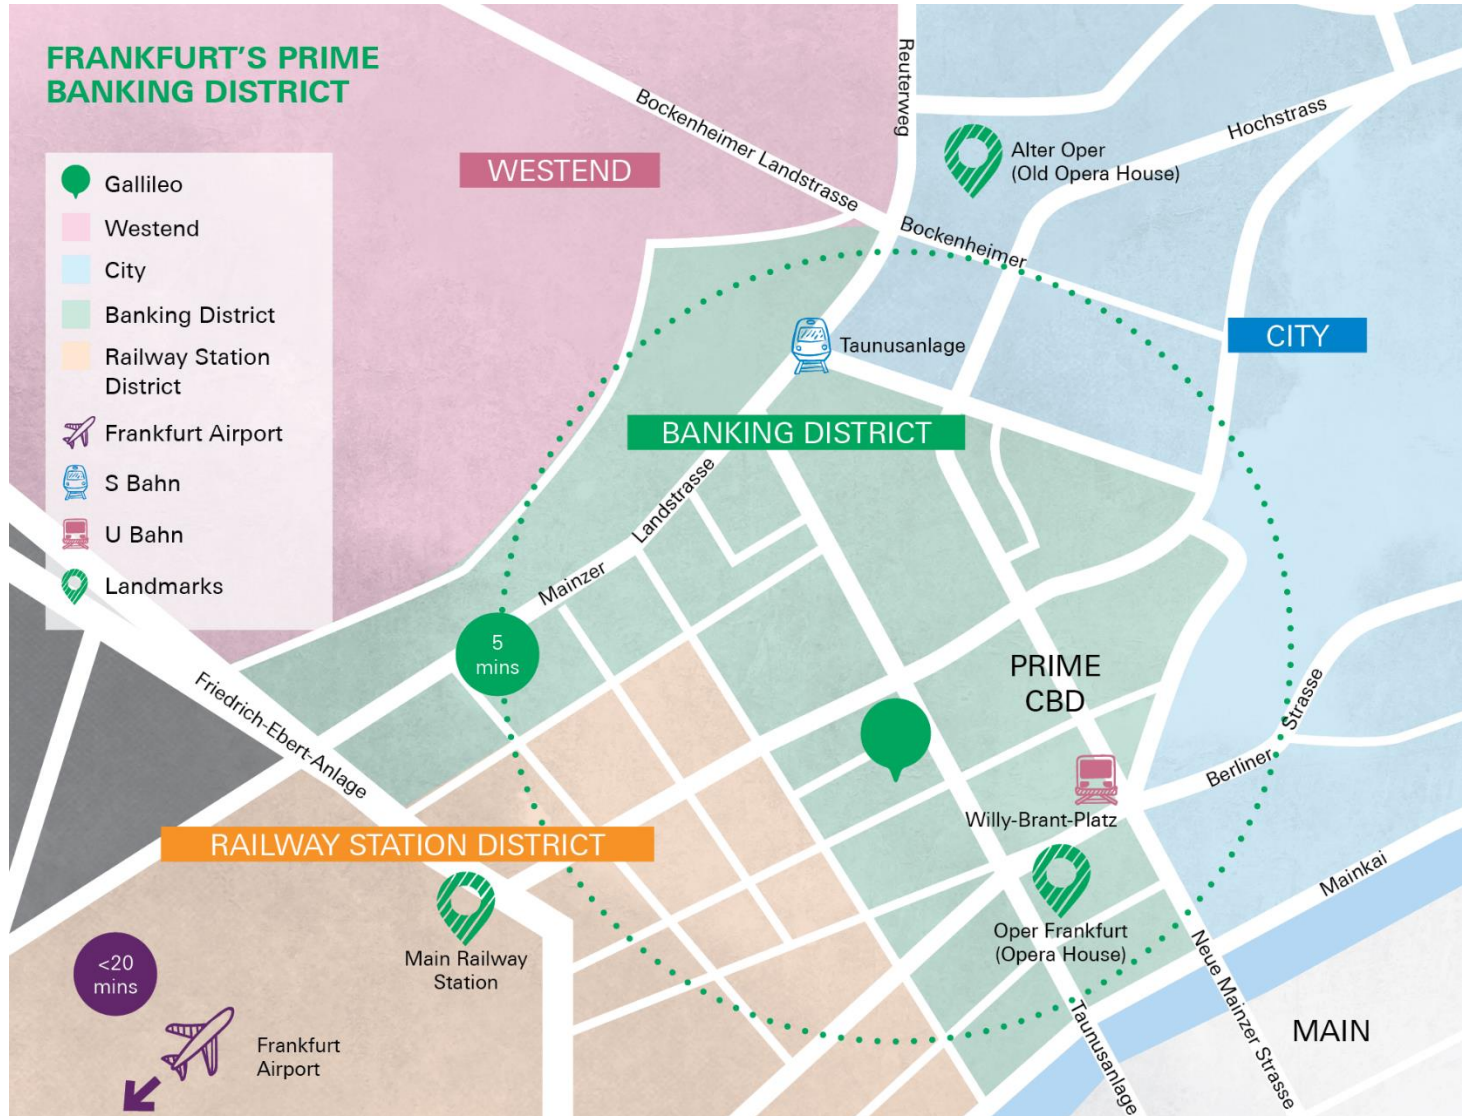 FRANKFURT'S PRIME
BANKING DISTRICT
Gallileo
Westend
City
Banking District
Railway Station
District
Frankfurt Airport
S Bahn
U Bahn
Landmarks
WESTEND
Bockenheimer Landstrasse
Reuterweg
Hochstrass
Alter Oper
(Old Opera House)
Bockenheimer
CITY
Taunusanlage
BANKING DISTRICT
Mainzer
Landstrasse
5
mins
PRIME
CBD
Friedrich-Ebert-Anlage
Berliner
Strasse
Willy-Brant-Platz
RAILWAY STATION DISTRICT
Mainkai
Main Railway
Station
Oper Frankfurt
(Opera House)
<20
mins
Frankfurt
Airport
Taunusanlage
Neue Mainzer Strasse
MAIN